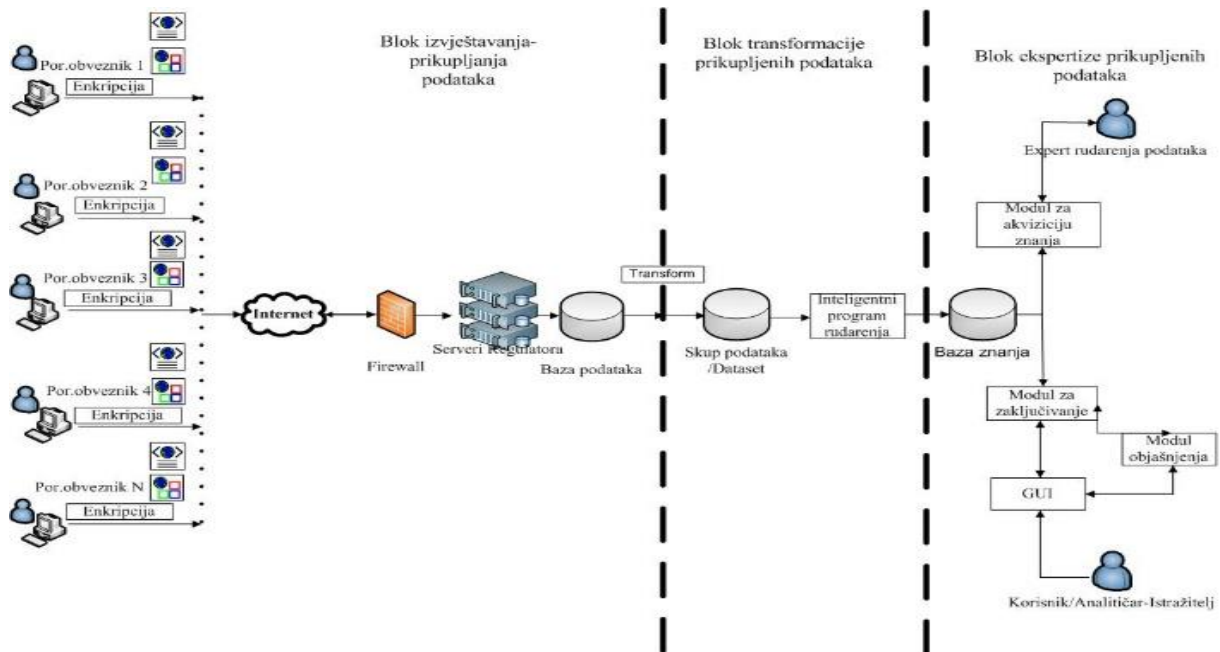 Blok izvještavanja-
prikupljanja
podataka
Blok transformacije
prikupljenih podataka
Blok ekspertize prikupljenih
podataka
Por.obveznik 1
Enkripcija
Por.obveznik 2
Enkripcija
Por.obveznik 3
Enkripcija
Por.obveznik 4
Enkripcija
Por.obveznik N
Enkripcija
Internet
Firewall
Serveri Regulatora
Baza podataka
Transform
Skup podataka
/Dataset
Inteligentni
program
rudarenja
Baza znanja
Expert rudarenja podataka
Modul za
akviziciju
znanja
Modul za
zaključivanje
Modul
objašnjenja
GUI
Korisnik/Analitičar-Istražitelj